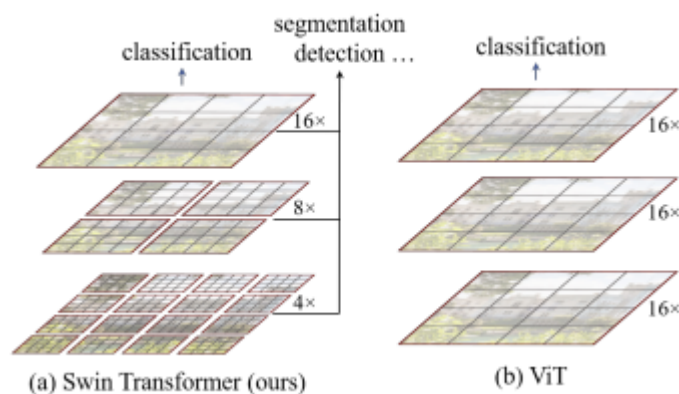 segmentation
classification
detection ...
16×
8×
4×
(a) Swin Transformer (ours)
classification
16×
16×
16×
(b) ViT